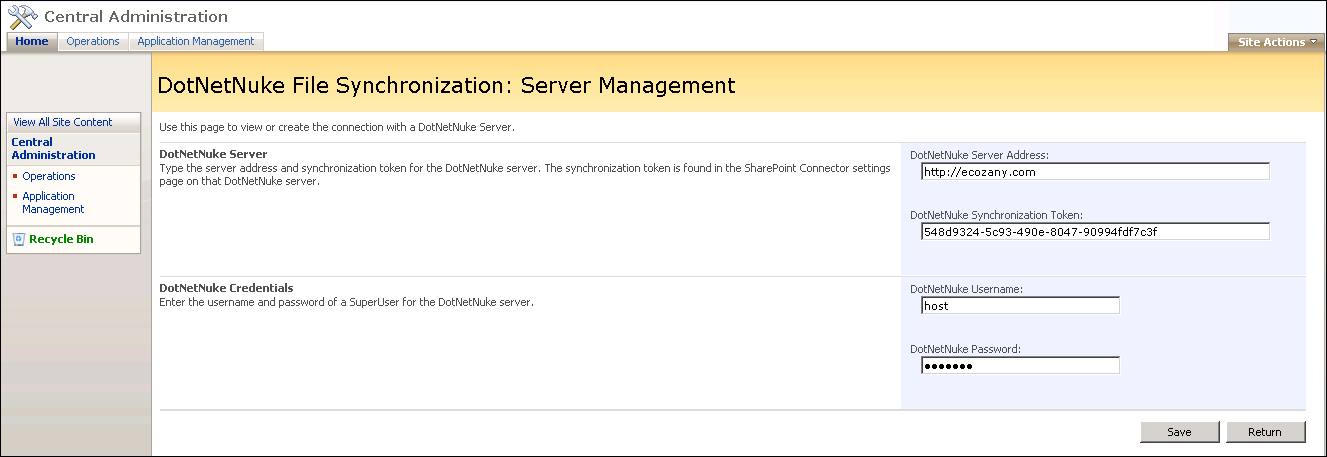 Central Administration
Home Operations Application Management
Site Actions
DotNetNuke File Synchronization: Server Management
View All Site Content
Central
Administration
Operations
Application
Management
Recycle Bin
Use this page to view or create the connection with a DotNetNuke Server.
DotNetNuke Server
Type the server address and synchronization token for the DotNetNuke server. The synchronization token is found in the SharePoint Connector settings
page on that DotNetNuke server.
DotNetNuke Server Address:
http://ecozany.com
DotNetNuke Synchronization Token:
548d9324-5c93-490e-8047-90994fdf7c3f
DotNetNuke Credentials
Enter the username and password of a SuperUser for the DotNetNuke server.
DotNetNuke Username:
host
DotNetNuke Password:
•••••••
Save Return